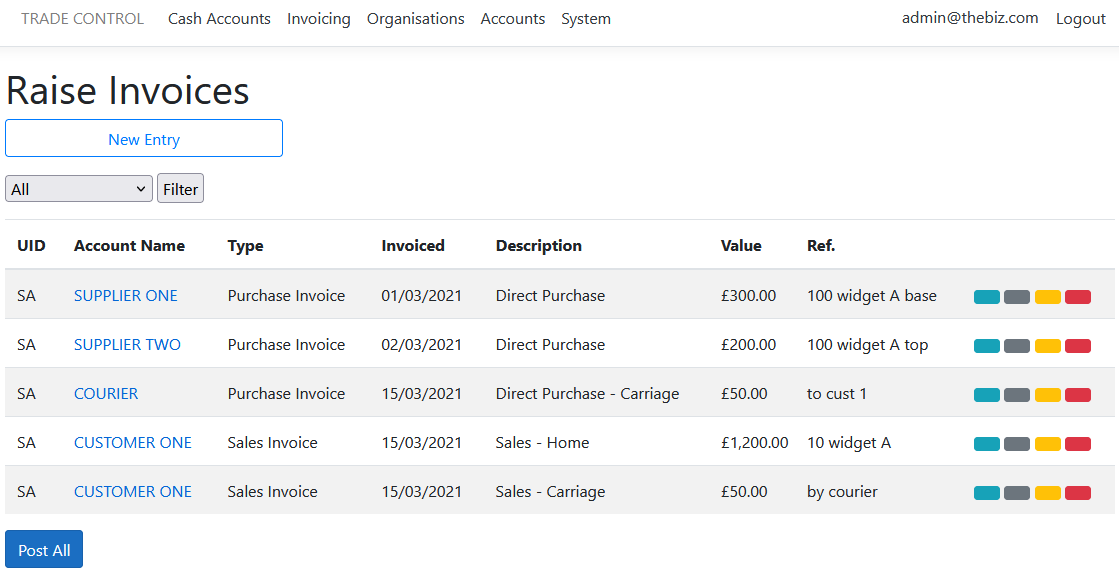 TRADE CONTROL Cash Accounts Invoicing Organisations Accounts System admin@thebiz.com Logout
Raise Invoices
New Entry
All Filter
UID Account Name Type Invoiced Description Value Ref.
SA SUPPLIER ONE Purchase Invoice 01/03/2021 Direct Purchase £300.00 100 widget A base
SA SUPPLIER TWO Purchase Invoice 02/03/2021 Direct Purchase £200.00 100 widget A top
SA COURIER Purchase Invoice 15/03/2021 Direct Purchase - Carriage £50.00 to cust 1
SA CUSTOMER ONE Sales Invoice 15/03/2021 Sales - Home £1,200.00 10 widget A
SA CUSTOMER ONE Sales Invoice 15/03/2021 Sales - Carriage £50.00 by courier
Post All